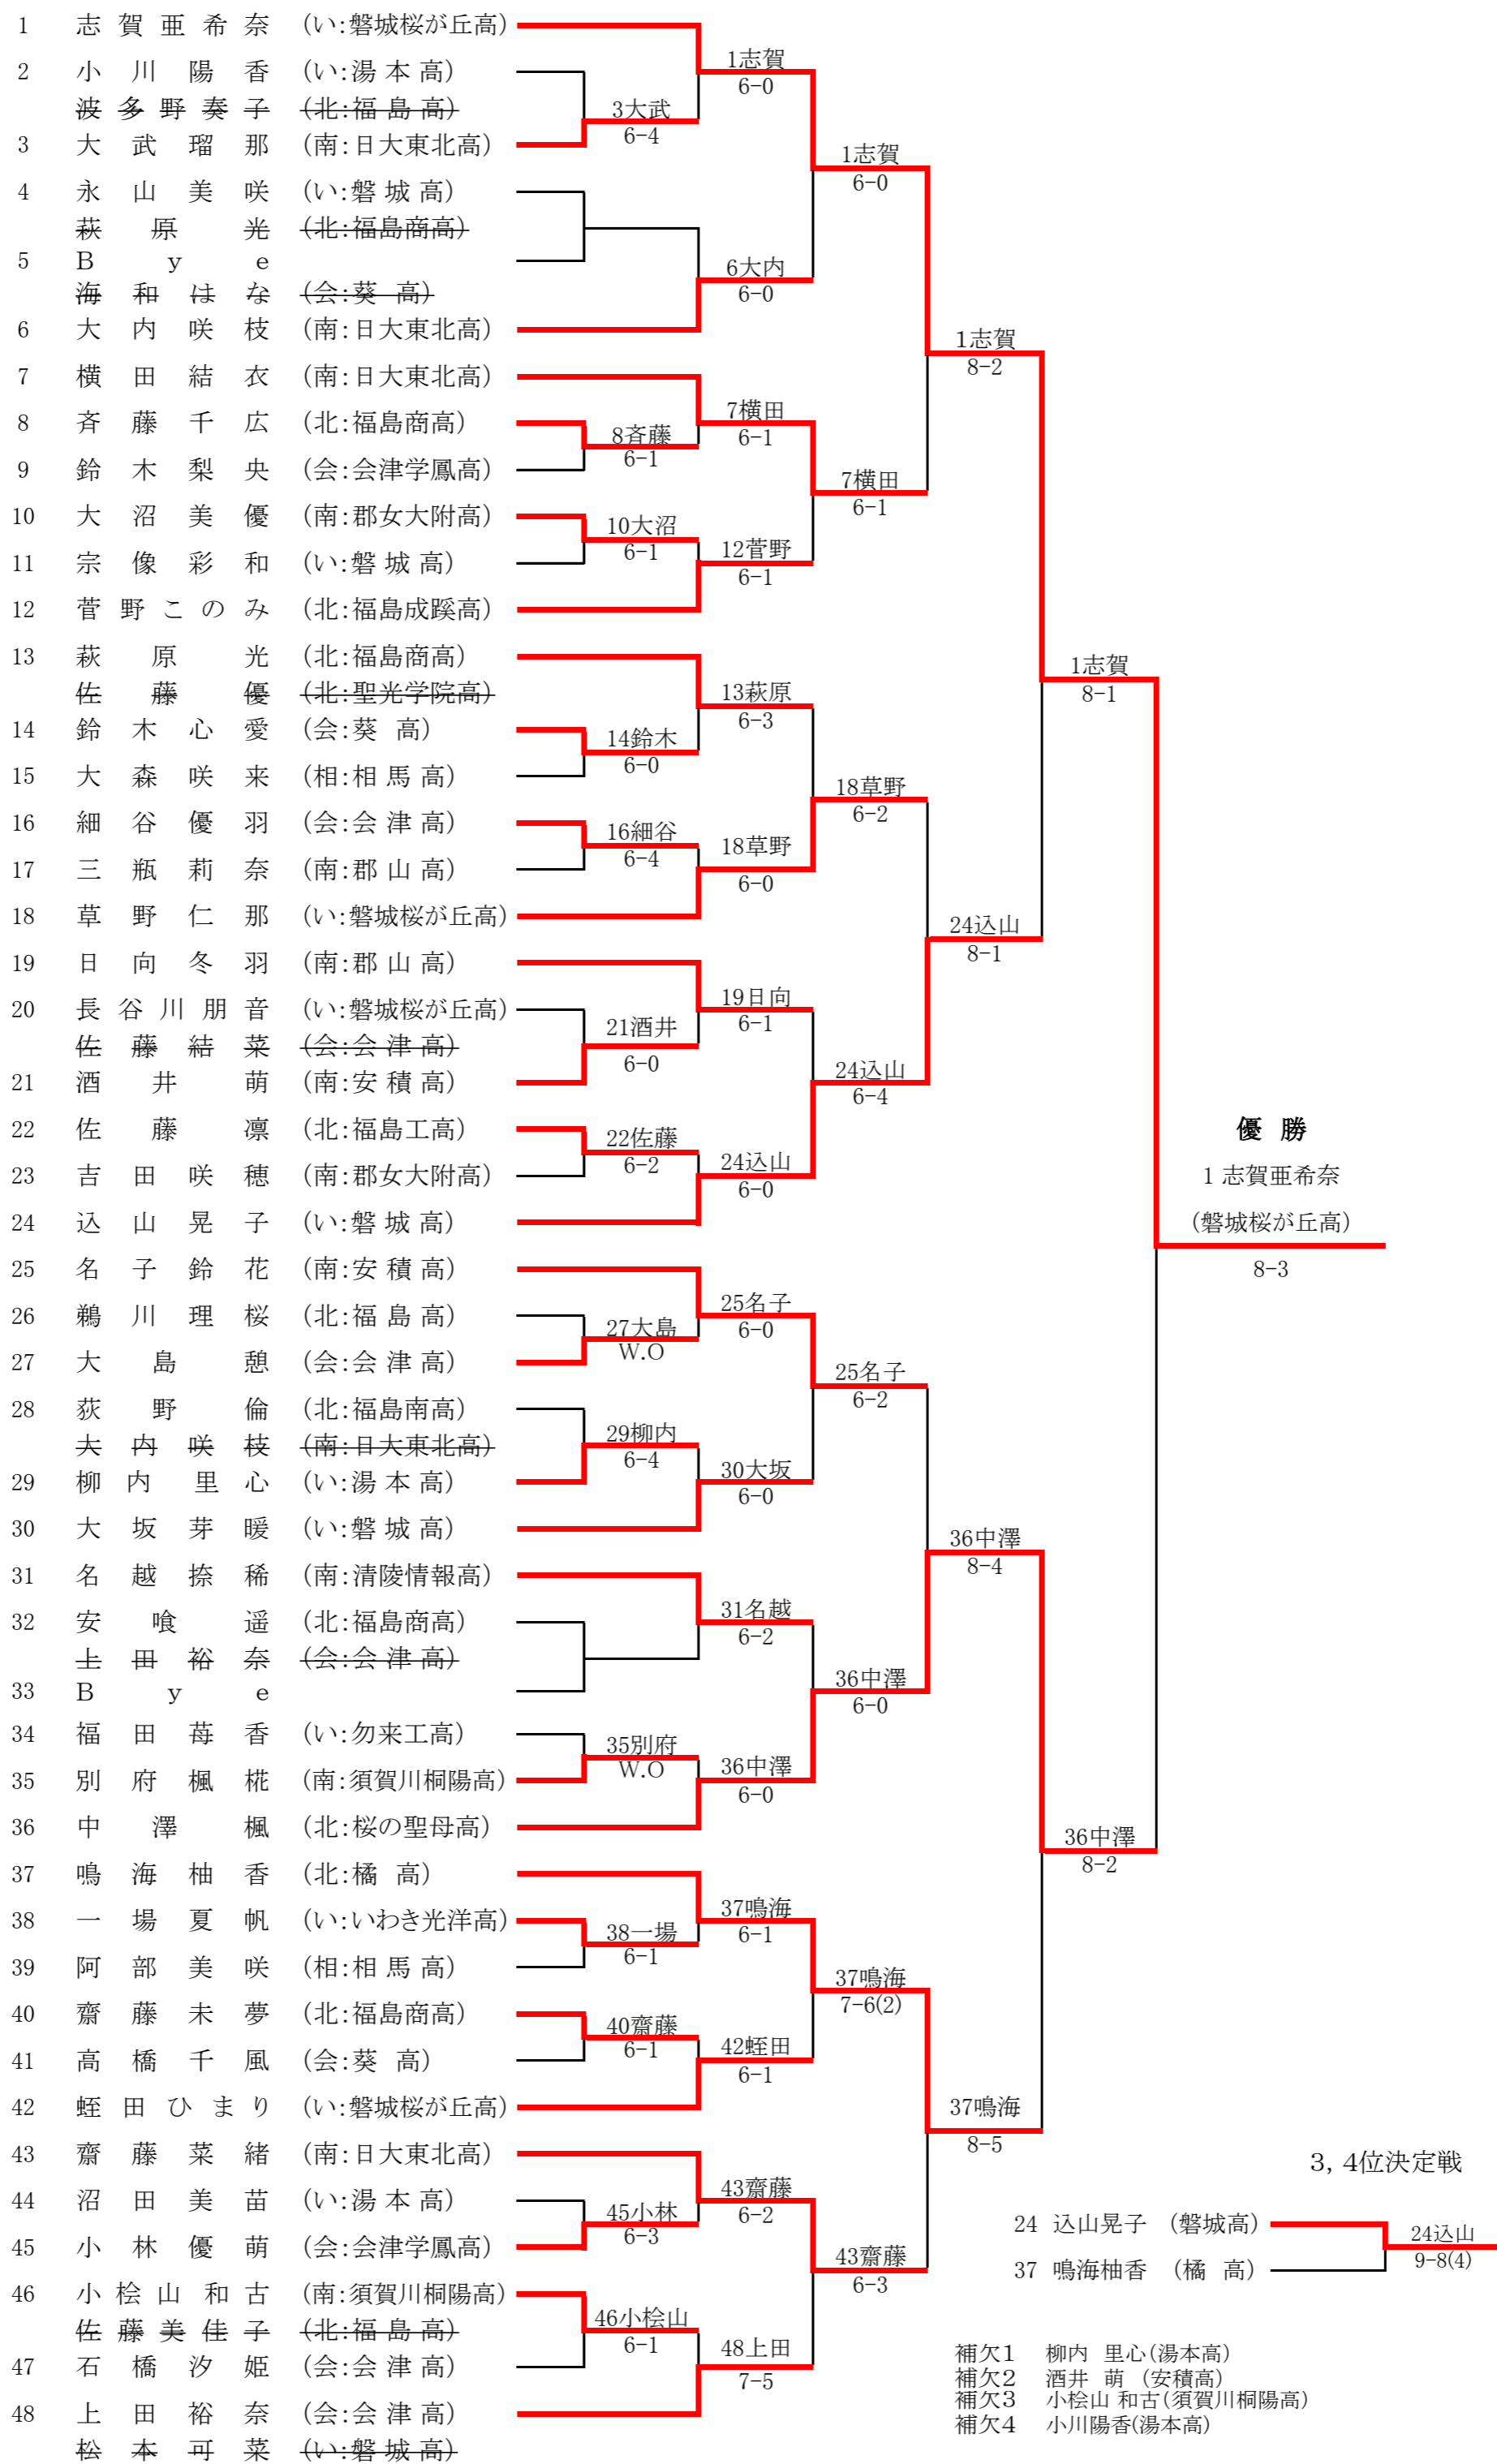 1 志賀亜希奈 (い:磐城桜が丘高)
2 小川陽香 (い:湯本高)
波多野奏子 (北:福島高)
3 大武瑠那 (南:日大東北高)
4 永山美咲 (い:磐城高)
萩原光 (北:福島商高)
5 Bye
海和はな (会:葵高)
6 大内咲枝 (南:日大東北高)
7 横田結衣 (南:日大東北高)
8 斉藤千広 (北:福島商高)
9 鈴木梨央 (会:会津学鳳高)
10 大沼美優 (南:郡女大附高)
11 宗像彩和 (い:磐城高)
12 菅野このみ (北:福島成蹊高)
13 萩原光 (北:福島商高)
佐藤優 (北:聖光学院高)
14 鈴木心愛 (会:葵高)
15 大森咲来 (相:相馬高)
16 細谷優羽 (会:会津高)
17 三瓶莉奈 (南:郡山高)
18 草野仁那 (い:磐城桜が丘高)
19 日向冬羽 (南:郡山高)
20 長谷川朋音 (い:磐城桜が丘高)
佐藤結菜 (会:会津高)
21 酒井萌 (南:安積高)
22 佐藤凛 (北:福島工高)
23 吉田咲穂 (南:郡女大附高)
24 込山晃子 (い:磐城高)
25 名子鈴花 (南:安積高)
26 鵜川理桜 (北:福島高)
27 大島憩 (会:会津高)
28 荻野倫 (北:福島南高)
大内咲枝 (南:日大東北高)
29 柳内里心 (い:湯本高)
30 大坂芽暖 (い:磐城高)
31 名越捺稀 (南:清陵情報高)
32 安喰遥 (北:福島商高)
上田裕奈 (会:会津高)
33 Bye
34 福田苺香 (い:勿来工高)
35 別府楓椛 (南:須賀川桐陽高)
36 中澤楓 (北:桜の聖母高)
37 鳴海柚香 (北:橘高)
38 一場夏帆 (い:いわき光洋高)
39 阿部美咲 (相:相馬高)
40 齋藤未夢 (北:福島商高)
41 高橋千風 (会:葵高)
42 蛭田ひまり (い:磐城桜が丘高)
43 齋藤菜緒 (南:日大東北高)
44 沼田美苗 (い:湯本高)
45 小林優萌 (会:会津学鳳高)
46 小桧山和古 (南:須賀川桐陽高)
佐藤美佳子 (北:福島高)
47 石橋汐姫 (会:会津高)
48 上田裕奈 (会:会津高)
松本可菜 (い:磐城高)
3大武
6-4
8斉藤
6-1
10大沼
6-1
14鈴木
6-0
16細谷
6-4
21酒井
6-0
22佐藤
6-2
27大島
W.O
29柳内
6-4
35別府
W.O
38一場
6-1
40齋藤
6-1
45小林
6-3
46小桧山
6-1
1志賀
6-0
6大内
6-0
7横田
6-1
12菅野
6-1
13萩原
6-3
18草野
6-0
19日向
6-1
24込山
6-0
25名子
6-0
30大坂
6-0
31名越
6-2
36中澤
6-0
37鳴海
6-1
42蛭田
6-1
43齋藤
6-2
48上田
7-5
1志賀
6-0
7横田
6-1
18草野
6-2
24込山
6-4
25名子
6-2
36中澤
6-0
37鳴海
7-6(2)
43齋藤
6-3
1志賀
8-2
24込山
8-1
36中澤
8-4
37鳴海
8-5
1志賀
8-1
36中澤
8-2
優勝
1 志賀亜希奈
(磐城桜が丘高)
8-3
3, 4位決定戦
24 込山晃子 (磐城高)
37 鳴海柚香 (橘高)
24込山
9-8(4)
補欠1 柳内 里心(湯本高)
補欠2 酒井 萌 (安積高)
補欠3 小桧山 和古(須賀川桐陽高)
補欠4 小川陽香(湯本高)